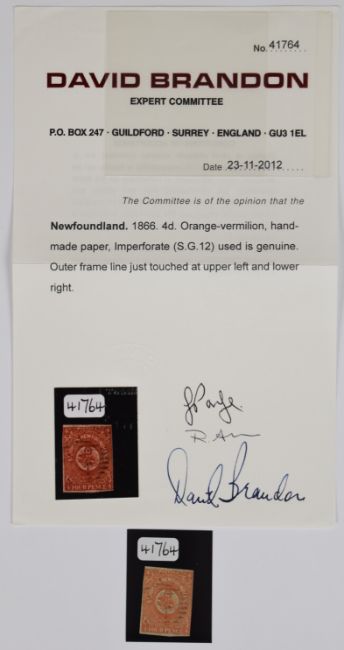 No. 41764
DAVID BRANDON
EXPERT COMMITTEE
P.O. BOX 247 · GUILDFORD · SURREY · ENGLAND · GU3 1EL
Date 23-11-2012
The Committee is of the opinion that the
Newfoundland. 1866. 4d. Orange-vermilion, hand-
made paper, Imperforate (S.G.12) used is genuine.
Outer frame line just touched at upper left and lower
right.
41764
FOURPENCE
David Brandon
41764
FOURPENCE